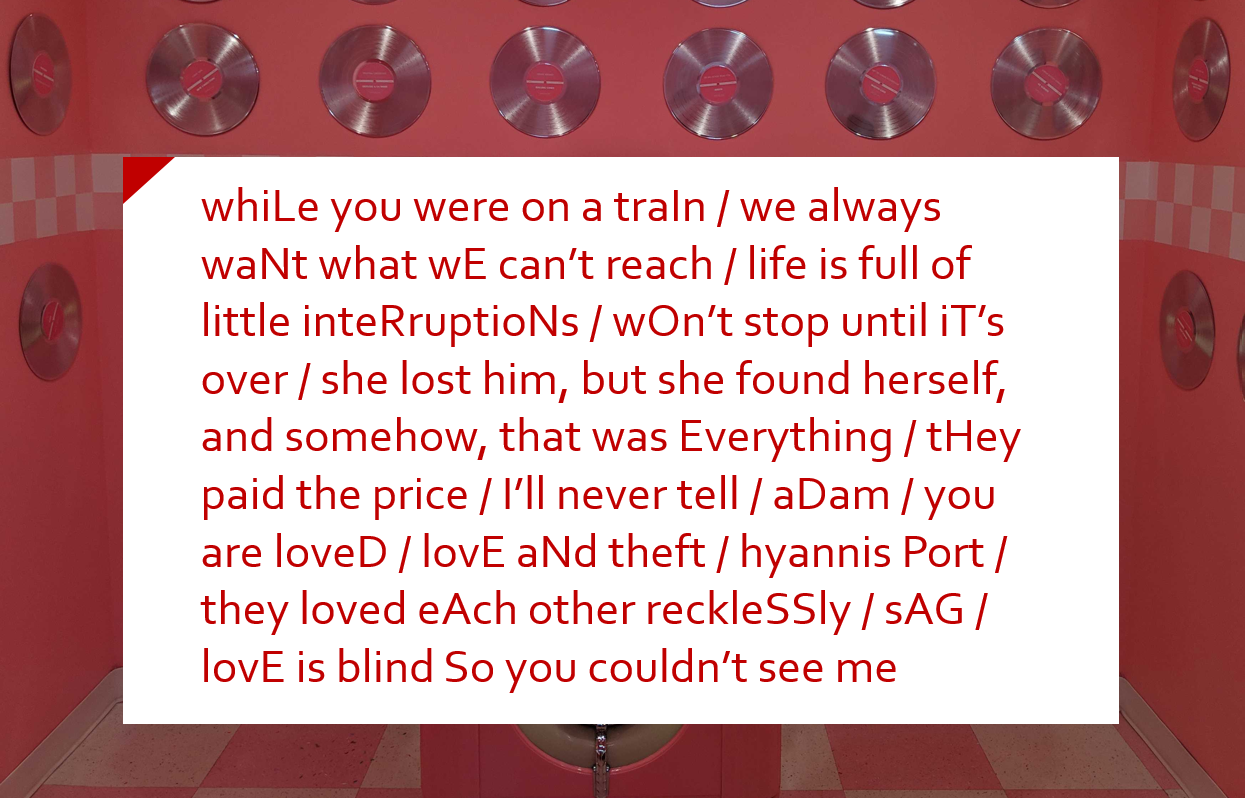 whiLe you were on a traIn / we always
waNt what wE can’t reach / life is full of
little inteRruptioNs / wOn’t stop until iT’s
over / she lost him, but she found herself,
and somehow, that was Everything / tHey
paid the price / I’ll never tell / aDam / you
are loveD / lovE aNd theft / hyannis Port /
they loved eAch other reckleSSly / sAG /
lovE is blind So you couldn’t see me